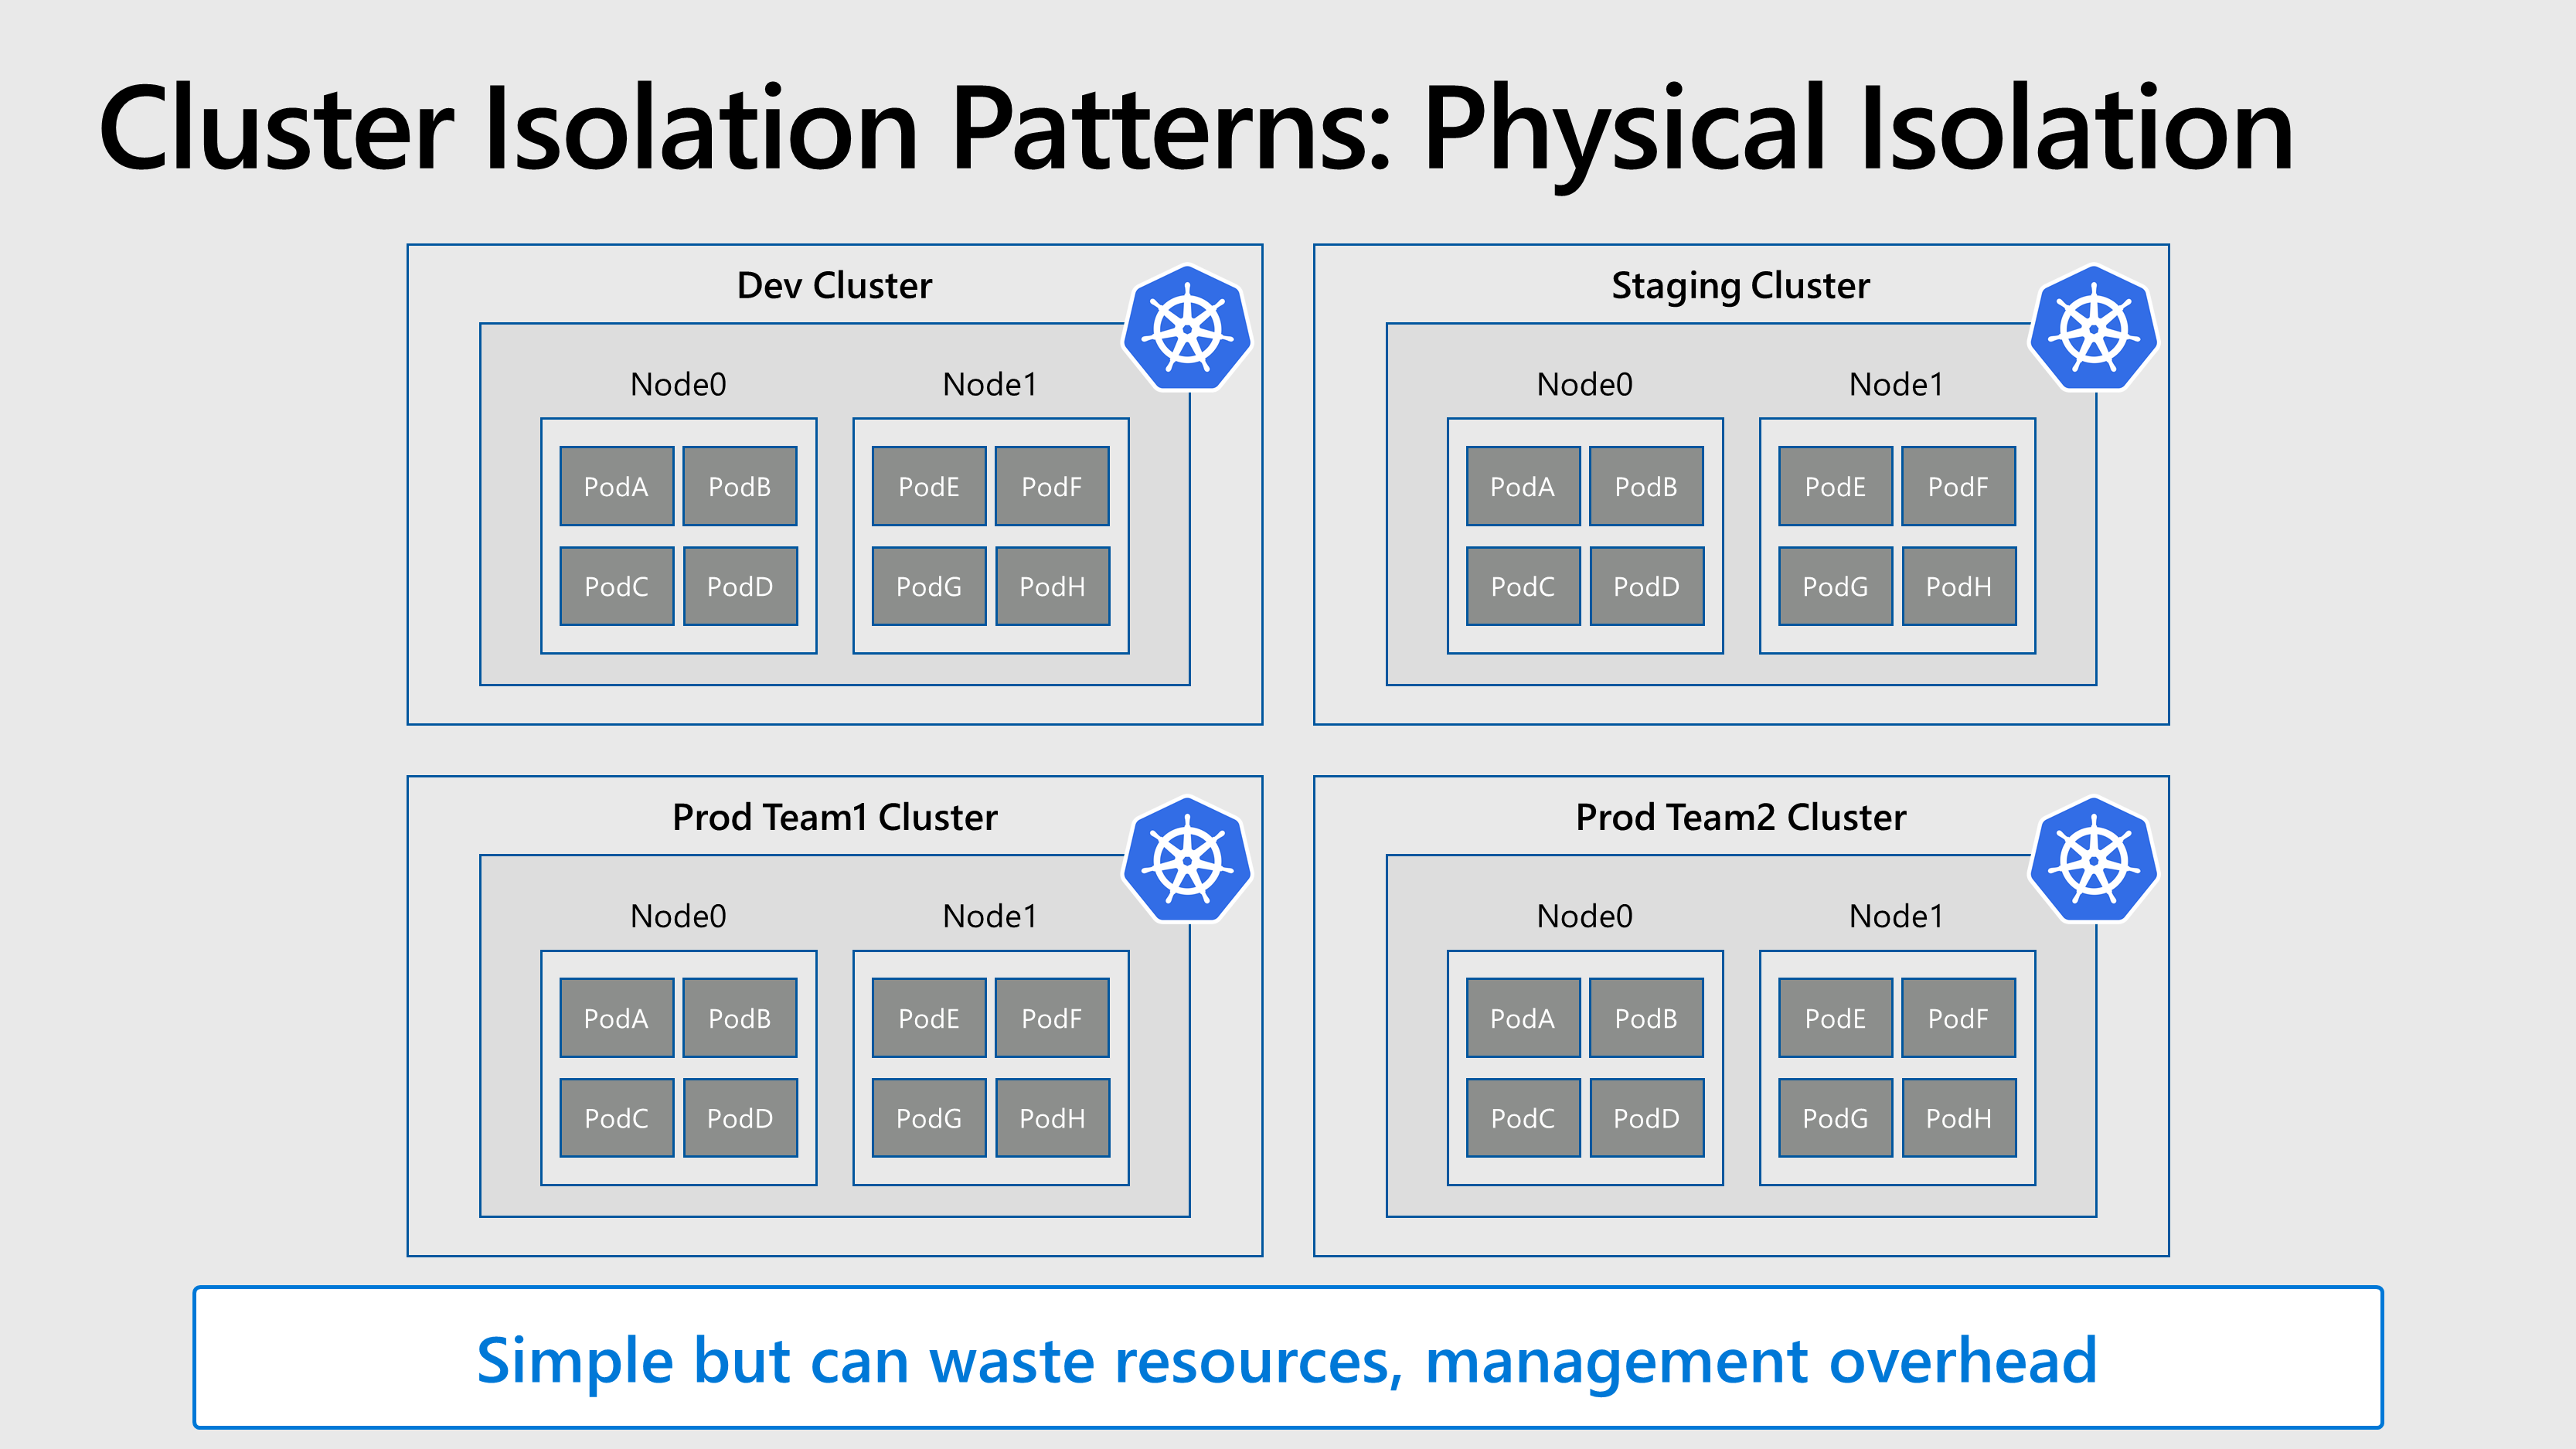 Cluster Isolation Patterns: Physical Isolation
Dev Cluster
Node0
Node1
PodA
PodB
PodE
PodF
PodC
PodD
PodG
PodH
Staging Cluster
Node0
Node1
PodA
PodB
PodE
PodF
PodC
PodD
PodG
PodH
Prod Team1 Cluster
Node0
Node1
PodA
PodB
PodE
PodF
PodC
PodD
PodG
PodH
Prod Team2 Cluster
Node0
Node1
PodA
PodB
PodE
PodF
PodC
PodD
PodG
PodH
Simple but can waste resources, management overhead